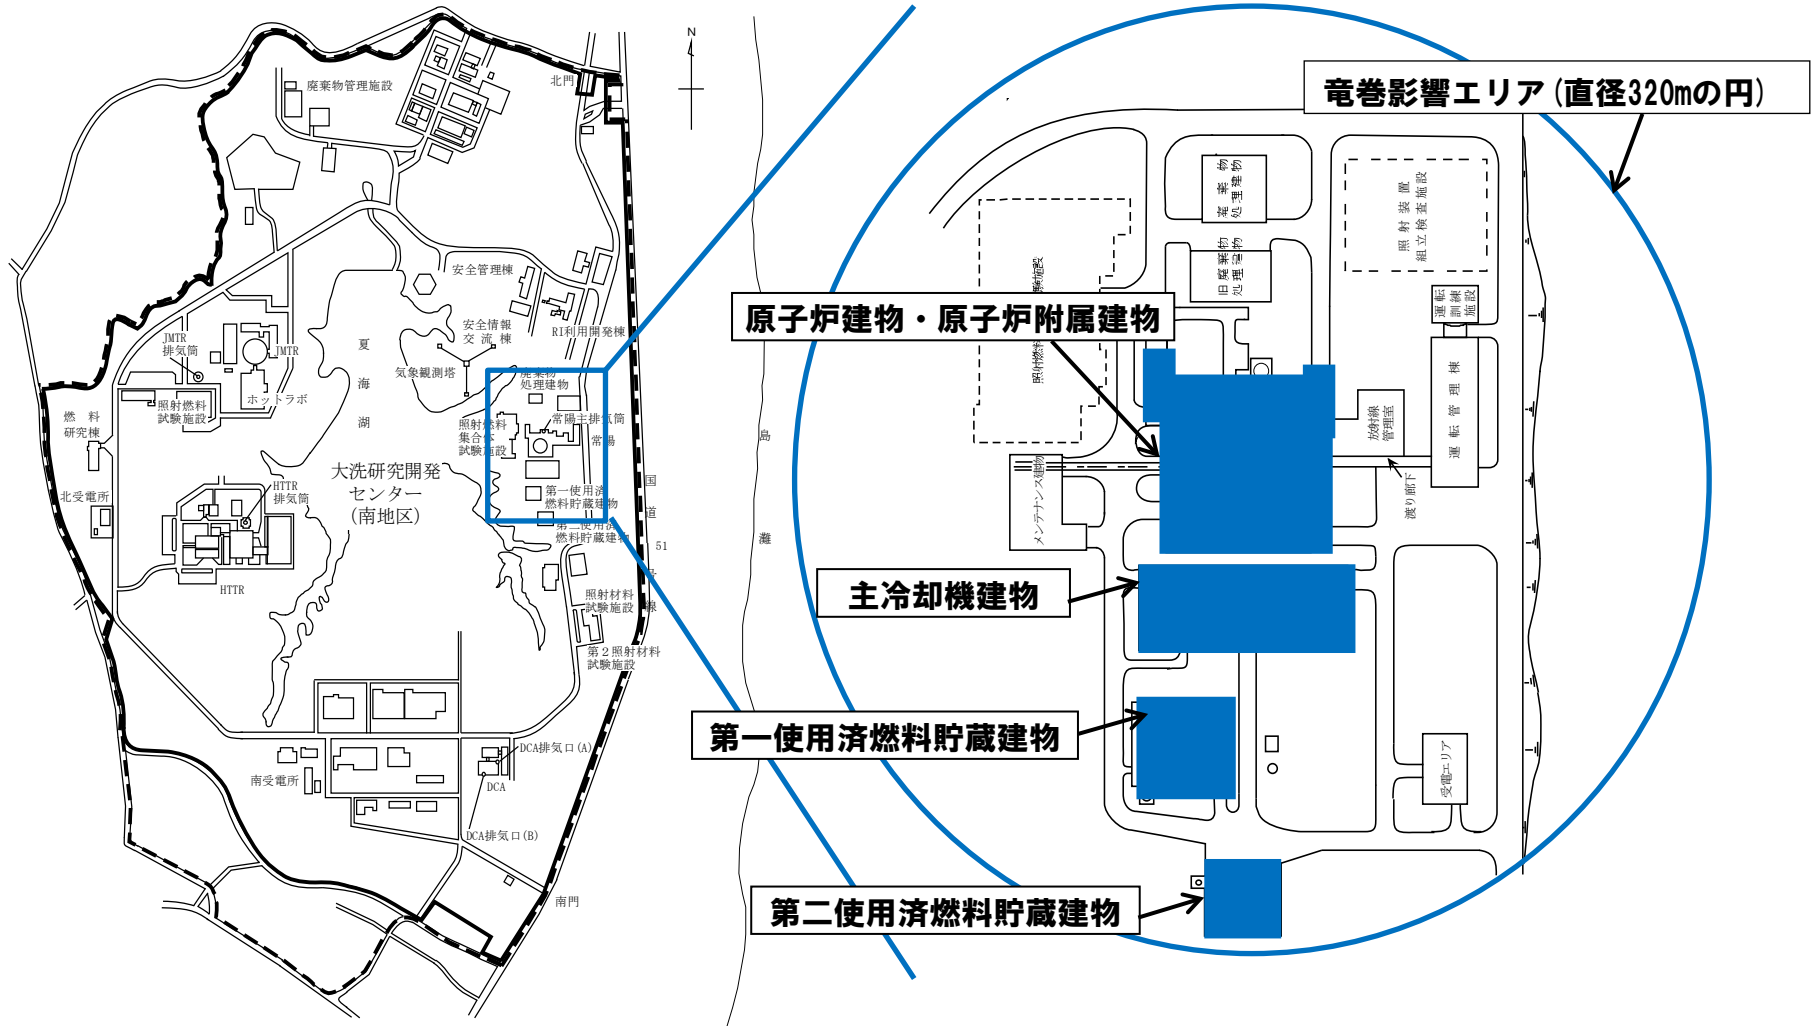 竜巻影響エリア(直径320mの円)
北門
廃棄物管理施設
N
安全管理棟
安全情報
交流棟
RI利用開発棟
気象観測塔
廃棄物
処理建物
JMTR
排気筒
JMTR
ホットラボ
照射燃料
試験施設
燃料
研究棟
夏海湖
照射燃料
集合体
試験施設
常陽主排気筒
常陽
大洗研究開発
センター
(南地区)
第一使用済
燃料貯蔵建物
第二使用済
燃料貯蔵建物
HTTR
排気筒
HTTR
北受電所
国道51号線
島灘
照射材料
試験施設
第2照射材料
試験施設
DCA排気口(A)
DCA
DCA排気口(B)
南受電所
南門
廃棄物
処理建物
旧廃棄物
処理建物
照射装置
組立検査施設
運転
訓練
施設
運転管理棟
放射線
管理室
渡り廊下
メンテナンス建物
受電エリア
原子炉建物・原子炉附属建物
主冷却機建物
第一使用済燃料貯蔵建物
第二使用済燃料貯蔵建物